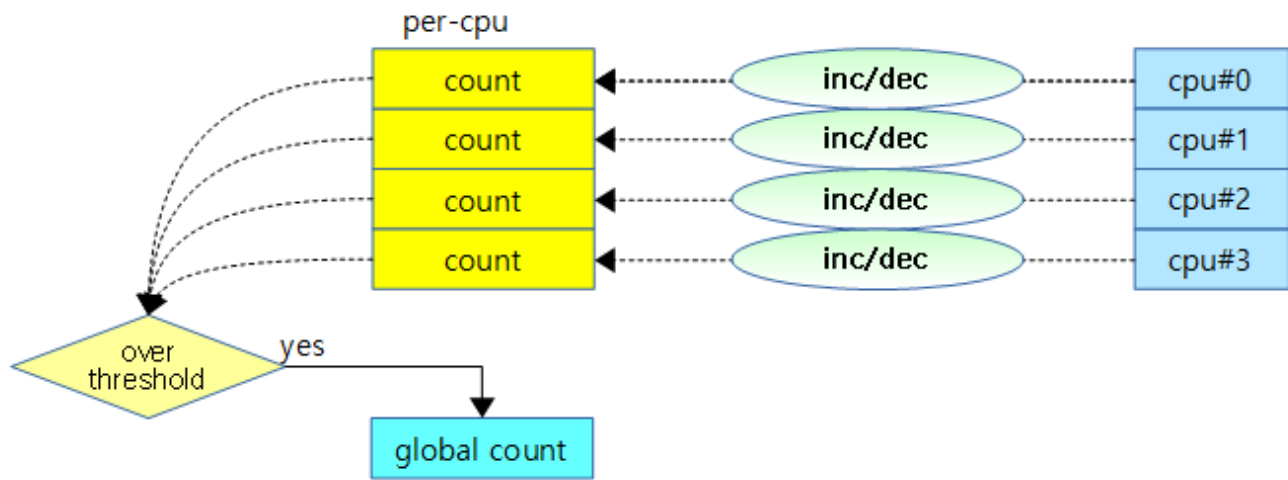 per-cpu
count
inc/dec
cpu#0
count
inc/dec
cpu#1
count
inc/dec
cpu#2
count
inc/dec
cpu#3
over
threshold
yes
global count